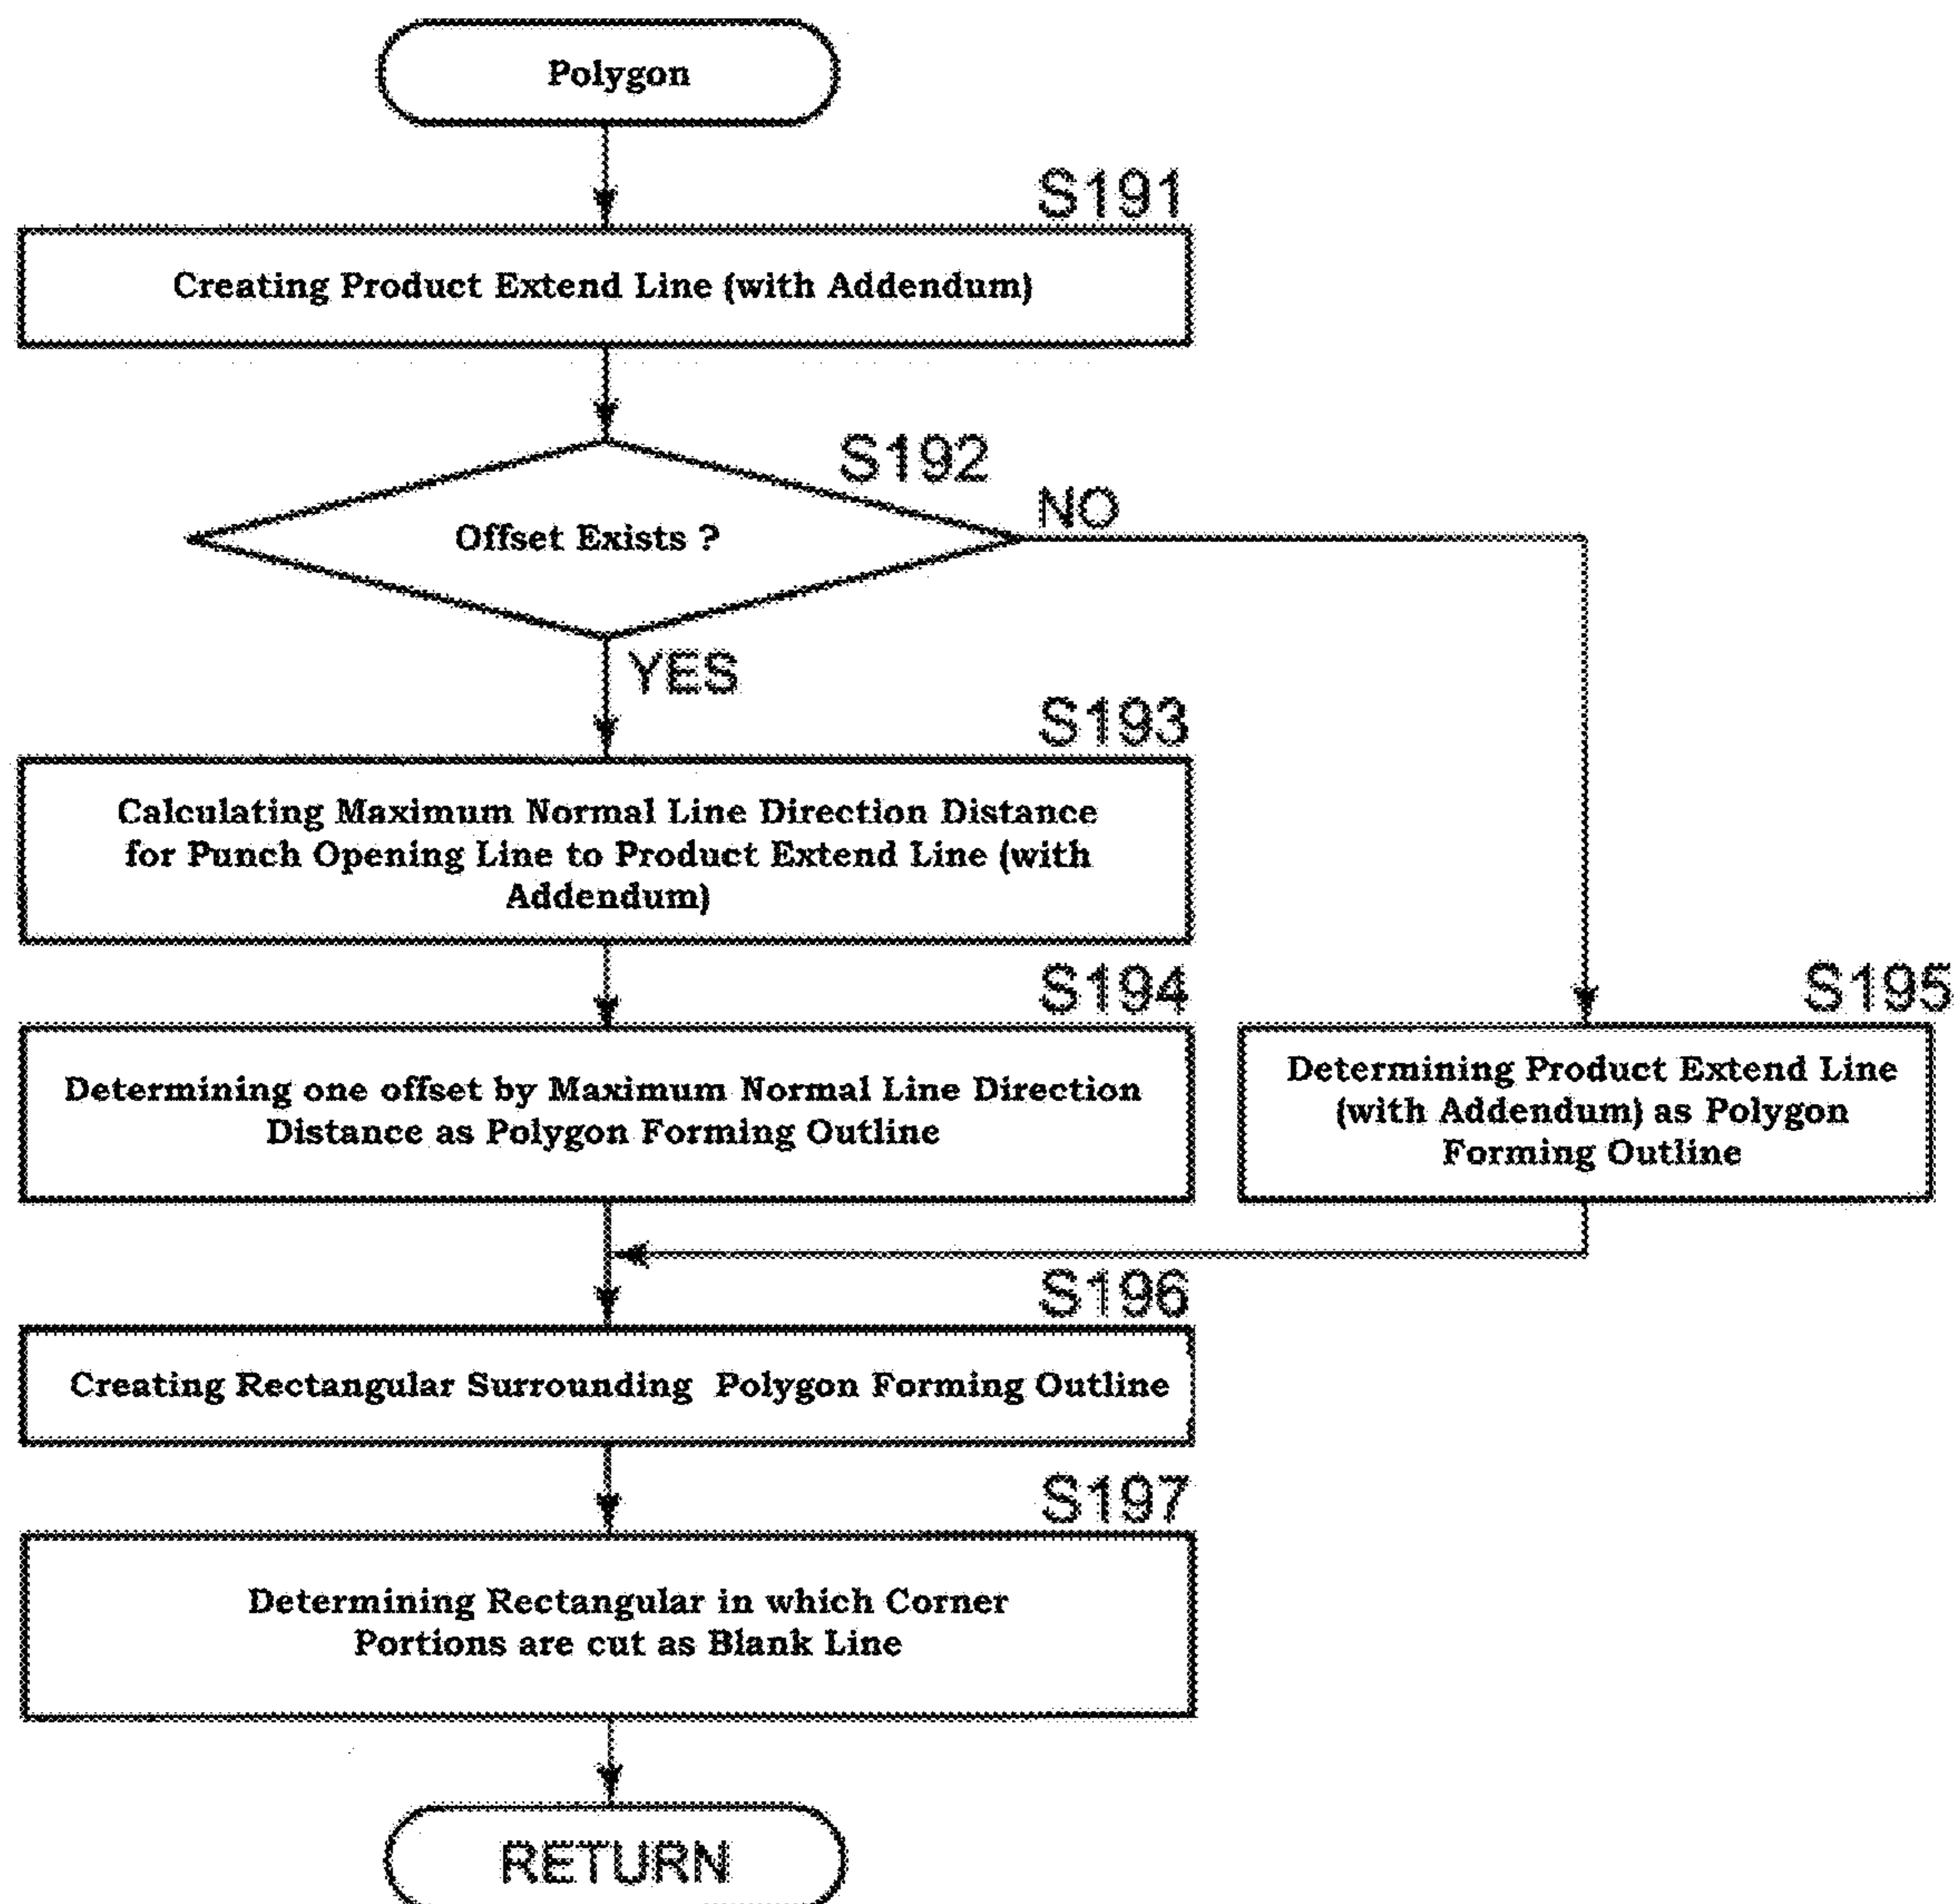 Polygon
S191
Creating Product Extend Line (with Addendum)
S192
Offset Exists ?
NO
YES
S193
Calculating Maximum Normal Line Direction Distance
for Punch Opening Line to Product Extend Line (with
Addendum)
S194
Determining one offset by Maximum Normal Line Direction
Distance as Polygon Forming Outline
S195
Determining Product Extend Line
(with Addendum) as Polygon
Forming Outline
S196
Creating Rectangular Surrounding Polygon Forming Outline
S197
Determining Rectangular in which Corner
Portions are cut as Blank Line
RETURN